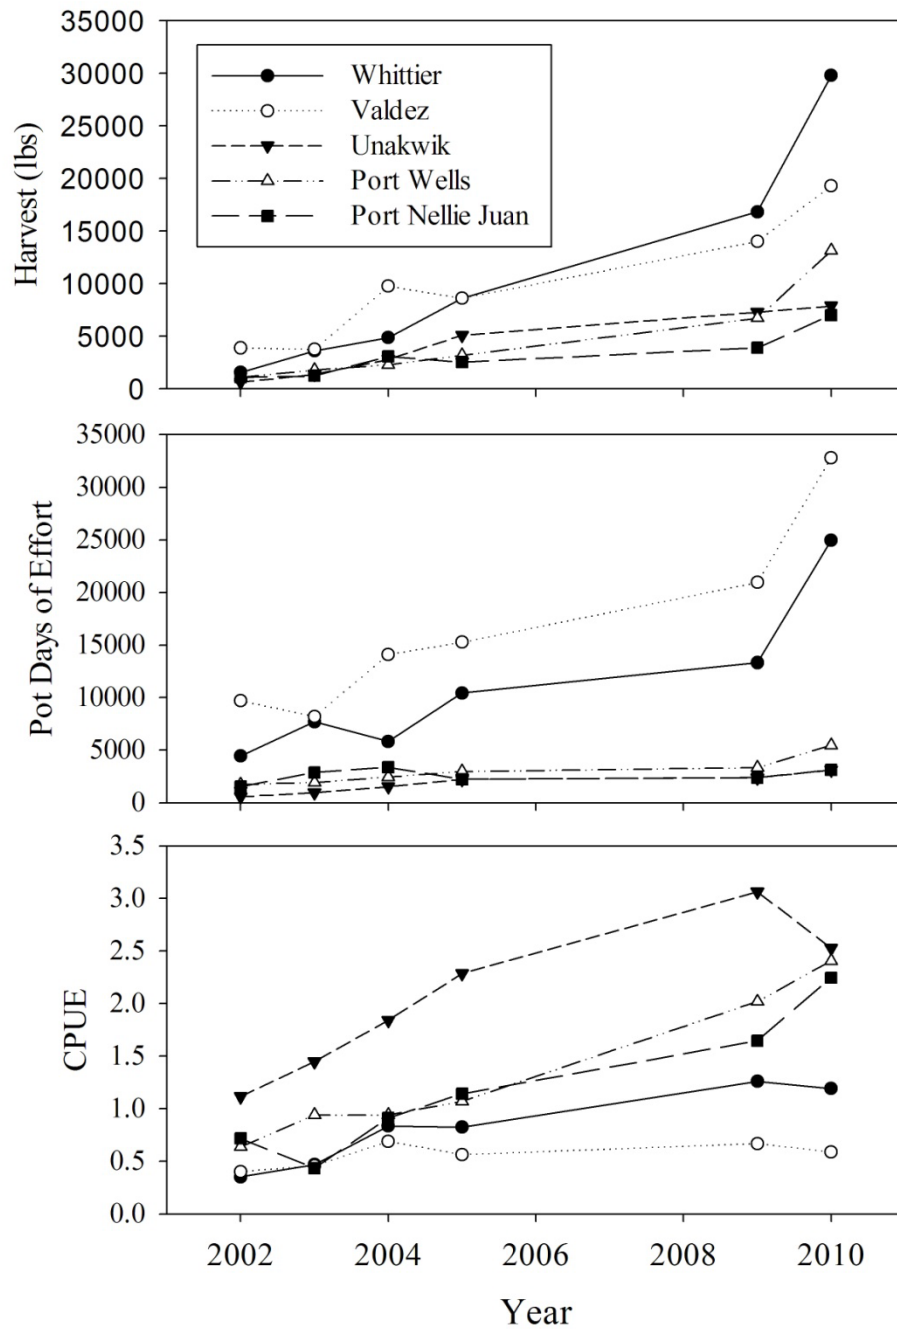 Harvest (lbs)
35000
30000
25000
20000
15000
10000
5000
0
Whittier
Valdez
Unakwik
Port Wells
Port Nellie Juan
Pot Days of Effort
35000
30000
25000
20000
15000
10000
5000
0
CPUE
3.5
3.0
2.5
2.0
1.5
1.0
0.5
0.0
2002 2004 2006 2008 2010
Year